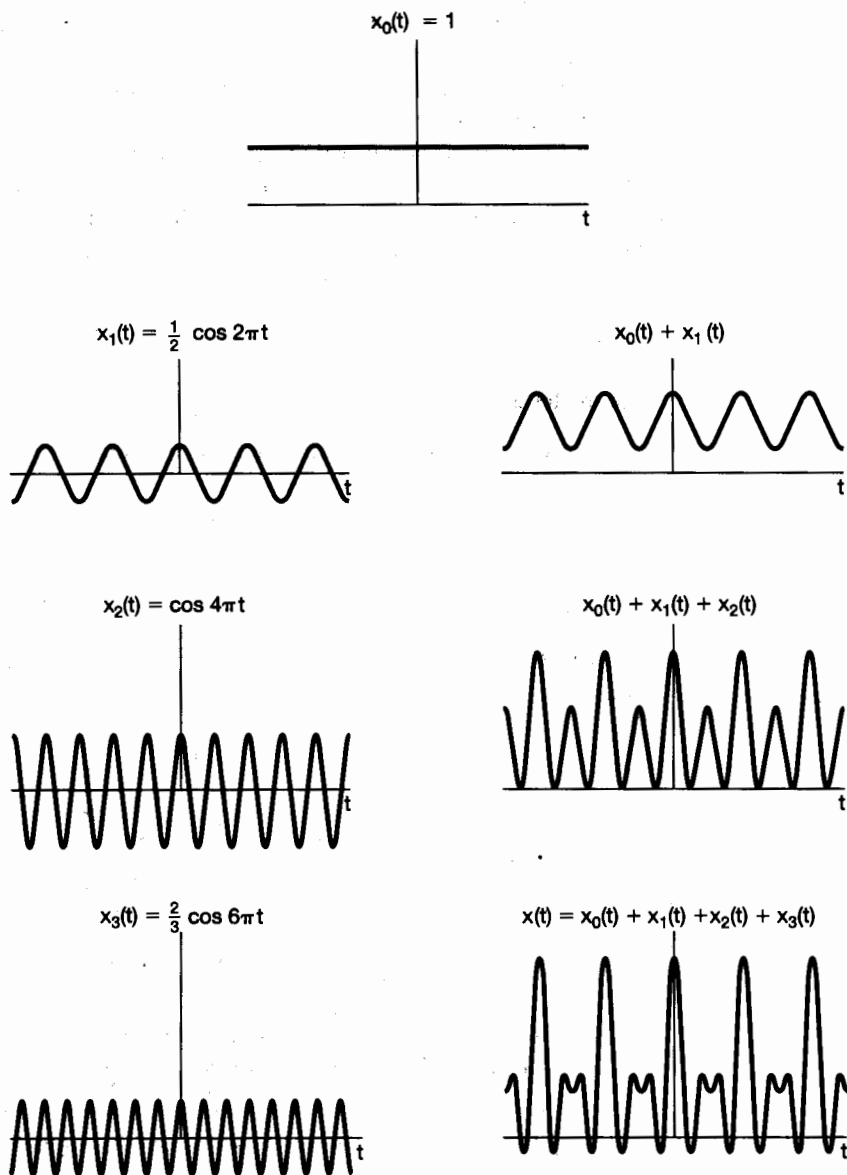 x₀(t) = 1
t
x₁(t) = 1/2 cos 2πt
x₀(t) + x₁ (t)
t
t
x₂(t) = cos 4πt
x₀(t) + x₁(t) + x₂(t)
t
t
x₃(t) = 2/3 cos 6πt
x(t) = x₀(t) + x₁(t) +x₂(t) + x₃(t)
t
t